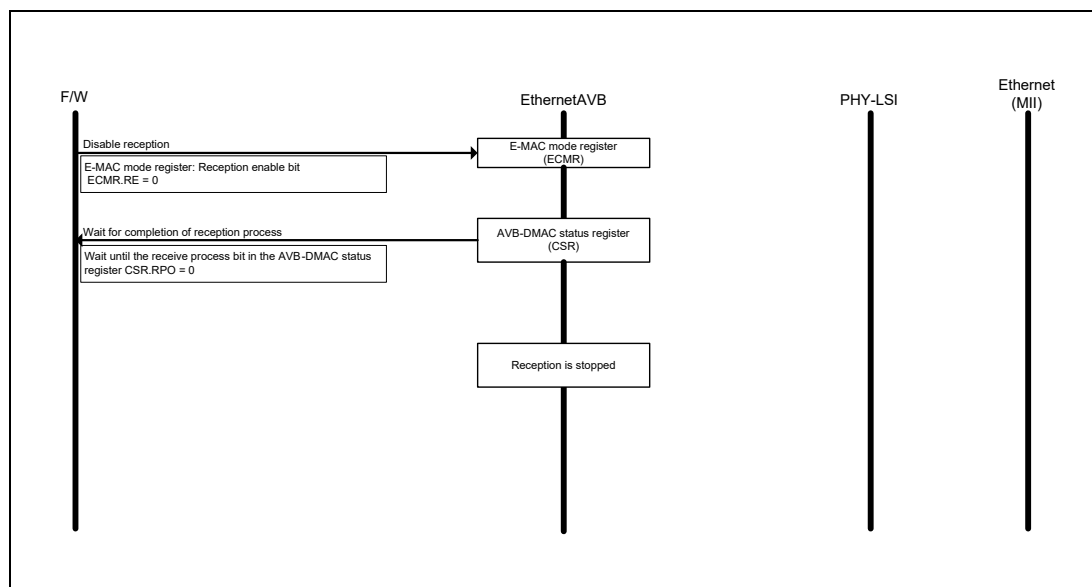 F/W
EthernetAVB
PHY-LSI
Ethernet
(MII)
Disable reception
E-MAC mode register: Reception enable bit
ECMR.RE = 0
E-MAC mode register
(ECMR)
Wait for completion of reception process
Wait until the receive process bit in the AVB-DMAC status
register CSR.RPO = 0
AVB-DMAC status register
(CSR)
Reception is stopped